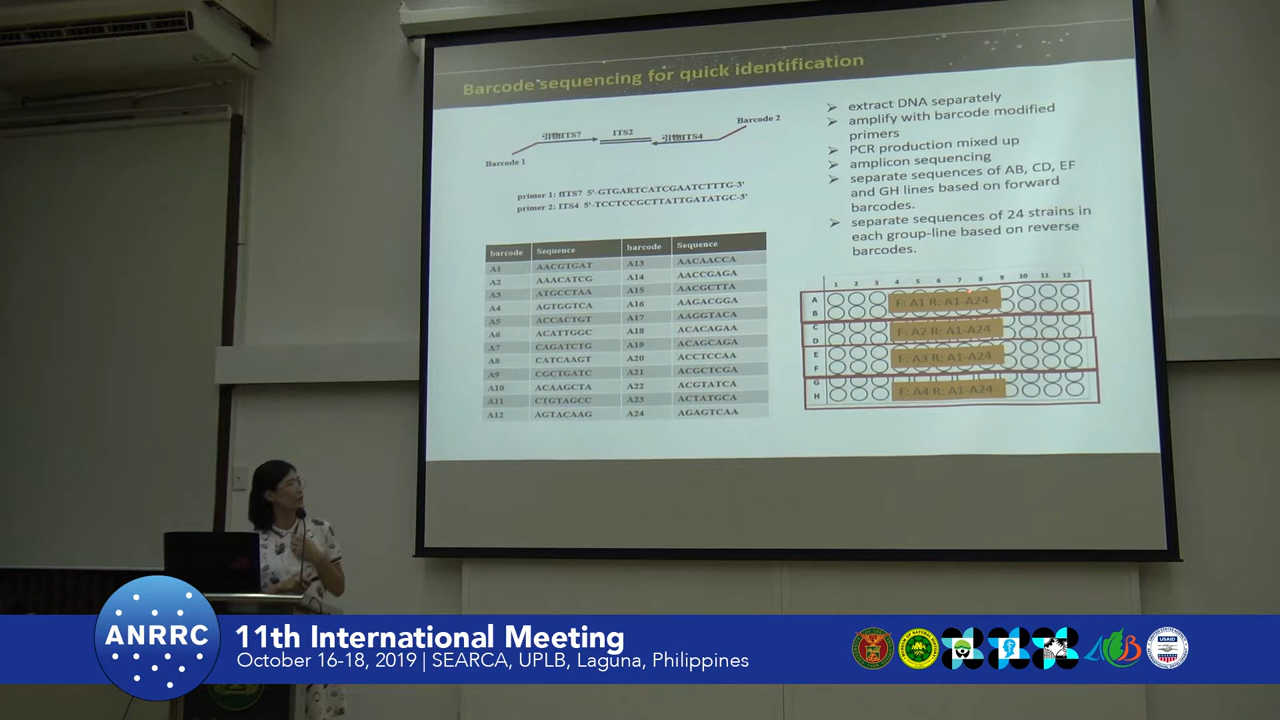 Barcode sequencing for quick identification
引物ITS7
ITS2
引物ITS4
Barcode 2
Barcode 1
primer 1: fITS7 5'-GTGARTCATCGAATCTTTG-3'
primer 2: ITS4 5'-TCCTCCGCTTATTGATATGC-3'
barcode Sequence barcode Sequence
A1 AACGTGAT A13 AACAACCA
A2 AAACATCG A14 AACCGAGA
A3 ATGCCTAA A15 AACGCTTA
A4 AGTGGTCA A16 AAGACGGA
A5 ACCACTGT A17 AAGGTACA
A6 ACATTGGC A18 ACACAGAA
A7 CAGATCTG A19 ACAGCAGA
A8 CATCAAGT A20 ACCTCCAA
A9 CGCTGATC A21 ACGCTCGA
A10 ACAAGCTA A22 ACGTATCA
A11 CTGTAGCC A23 ACTATGCA
A12 AGTACAAG A24 AGAGTCAA
➢ extract DNA separately
➢ amplify with barcode modified
primers
➢ PCR production mixed up
➢ amplicon sequencing
➢ separate sequences of AB, CD, EF
and GH lines based on forward
barcodes.
➢ separate sequences of 24 strains in
each group-line based on reverse
barcodes.
1 2 3 4 5 6 7 8 9 10 11 12
A
F: A1 R: A1-A24
B
C
F: A2 R: A1-A24
D
E
F: A3 R: A1-A24
F
G
F: A4 R: A1-A24
H
ANRRC
11th International Meeting
October 16-18, 2019 | SEARCA, UPLB, Laguna, Philippines
USAID